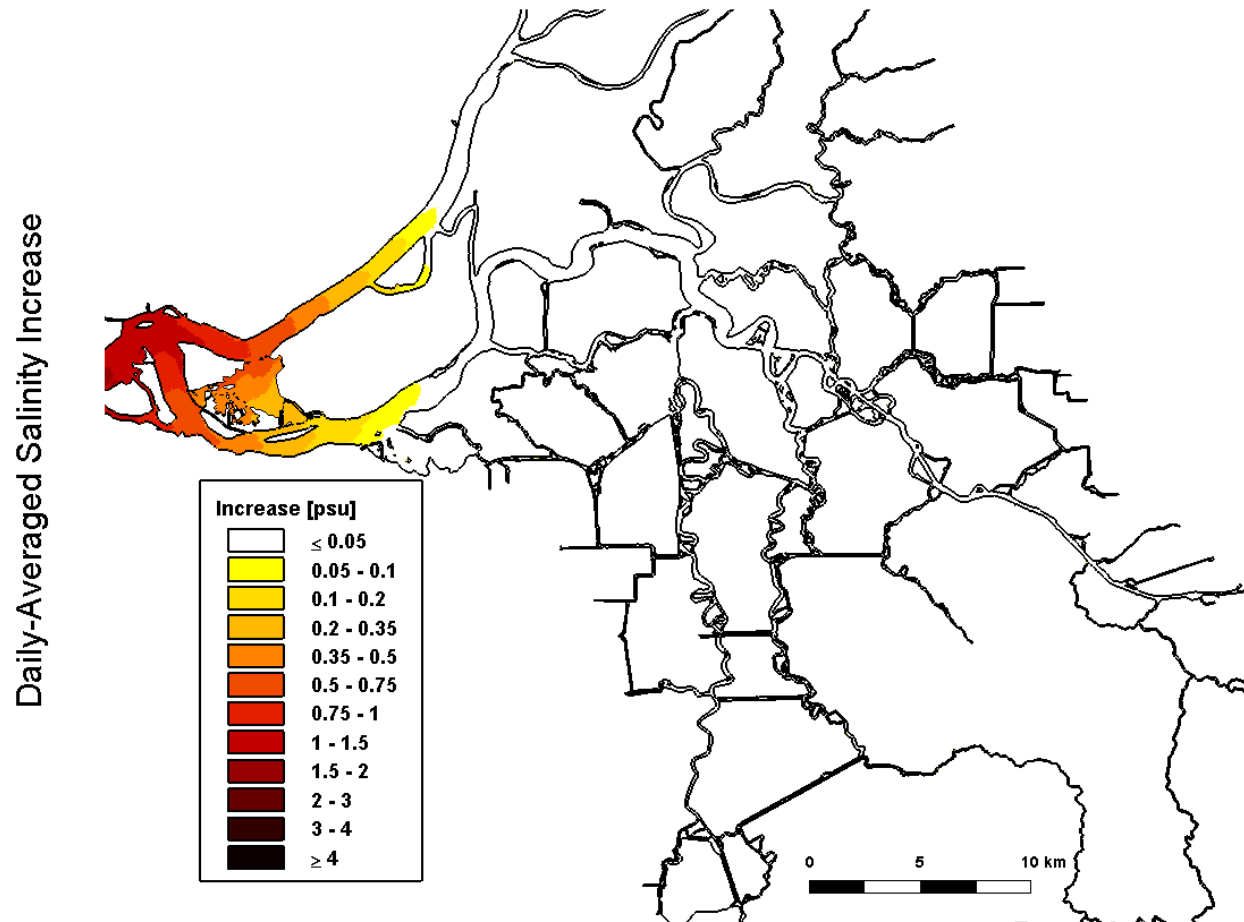 Daily-Averaged Salinity Increase
Increase [psu]
≤ 0.05
0.05 - 0.1
0.1 - 0.2
0.2 - 0.35
0.35 - 0.5
0.5 - 0.75
0.75 - 1
1 - 1.5
1.5 - 2
2 - 3
3 - 4
≥ 4
0 5 10 km